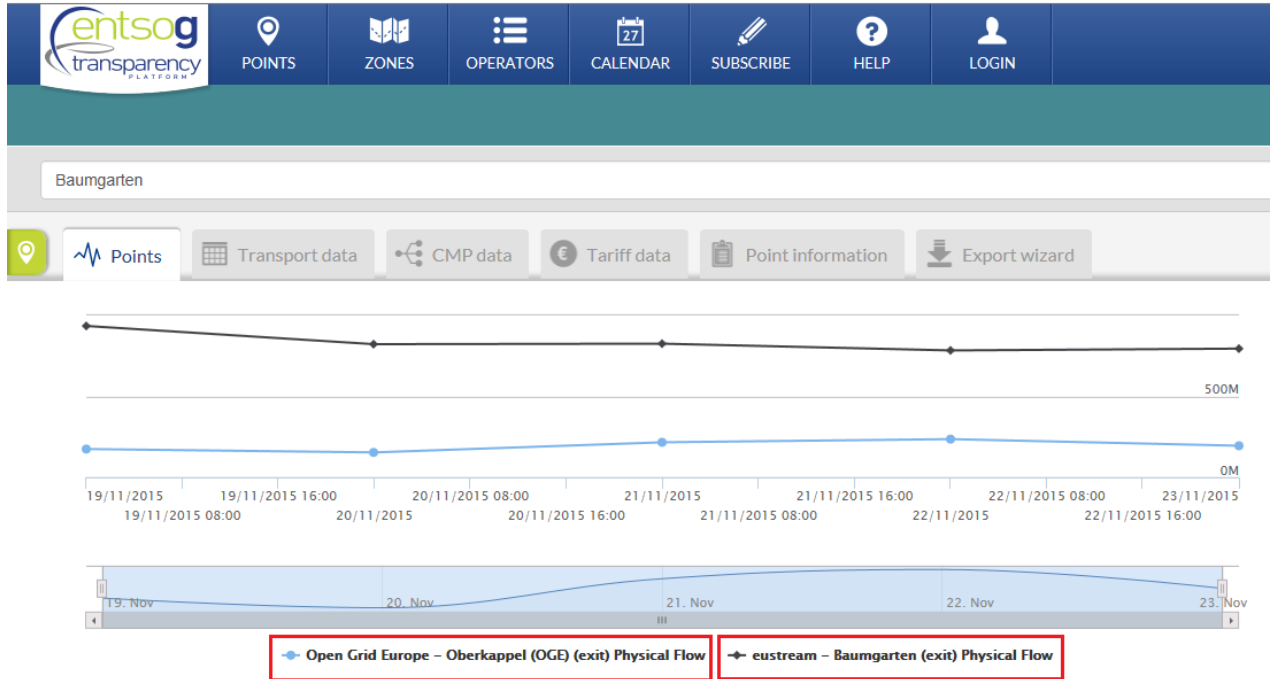 entsog
transparency
PLATFORM
POINTS
ZONES
OPERATORS
27
CALENDAR
SUBSCRIBE
?
HELP
LOGIN
Baumgarten
Points
Transport data
CMP data
€
Tariff data
Point information
Export wizard
500M
0M
19/11/2015 19/11/2015 16:00 20/11/2015 08:00 21/11/2015 21/11/2015 16:00 22/11/2015 08:00 23/11/2015
19/11/2015 08:00 20/11/2015 20/11/2015 16:00 21/11/2015 08:00 22/11/2015 22/11/2015 16:00
19. Nov 20. Nov 21. Nov 22. Nov 23. Nov
Open Grid Europe – Oberkappel (OGE) (exit) Physical Flow eustream – Baumgarten (exit) Physical Flow